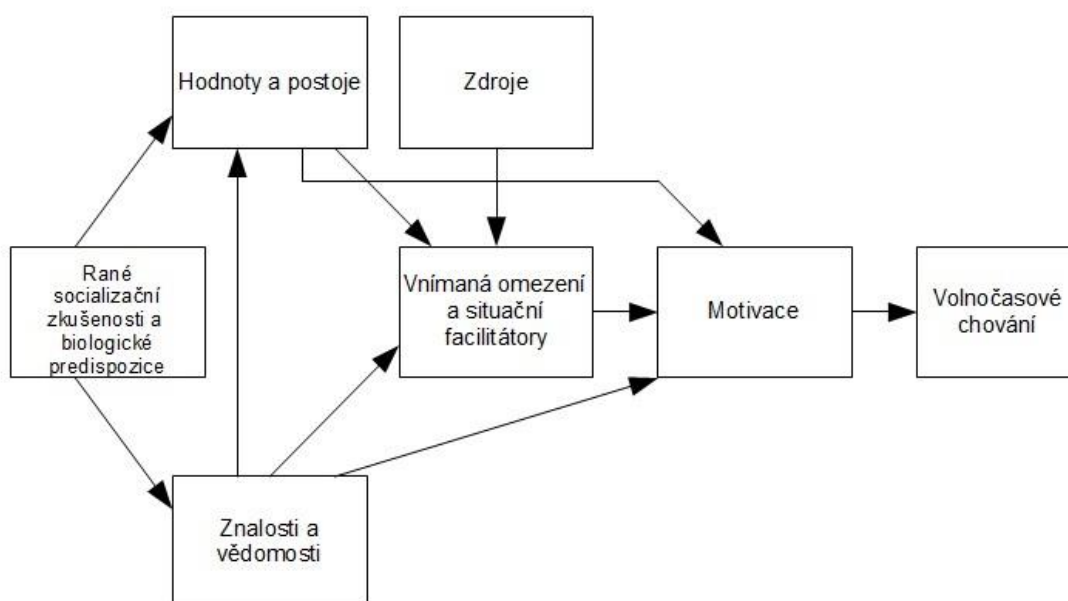 Hodnoty a postoje
Zdroje
Rané
socializační
zkušenosti a
biologické
predispozice
Vnímaná omezení
a situační
facilitátory
Motivace
Volnočasové
chování
Znalosti a
vědomosti